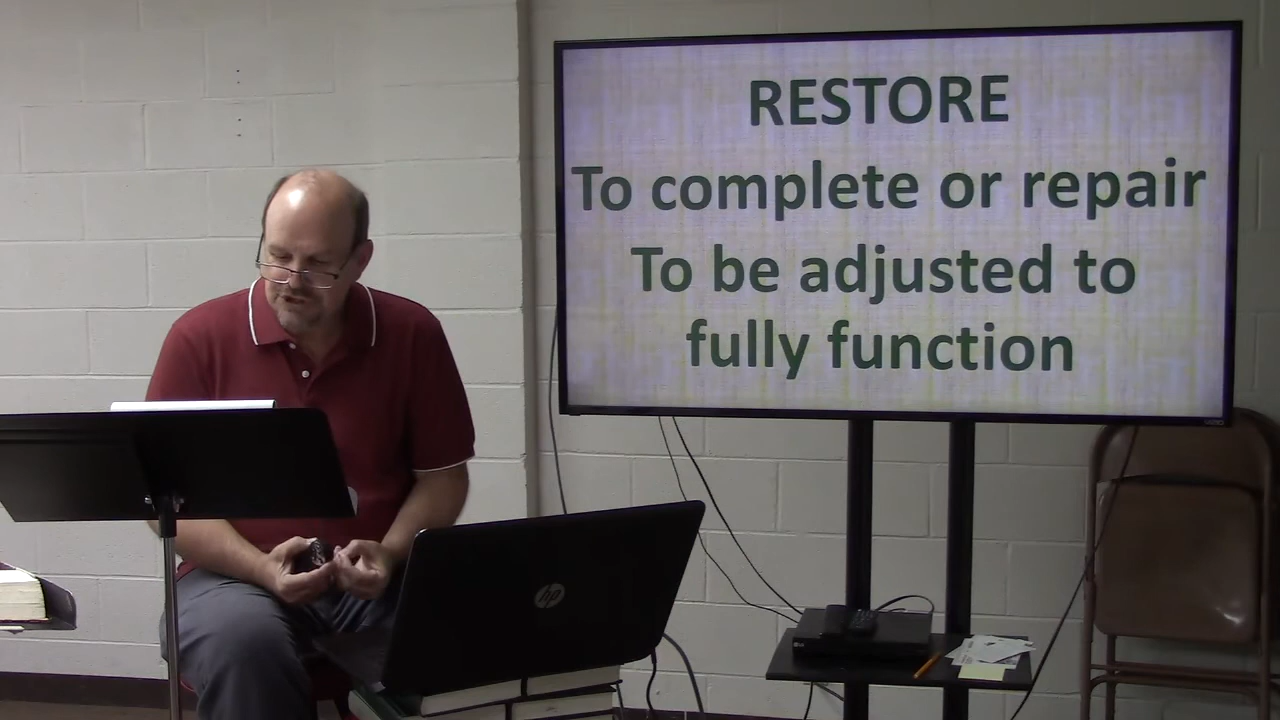 RESTORE
To complete or repair
To be adjusted to
fully function
hp